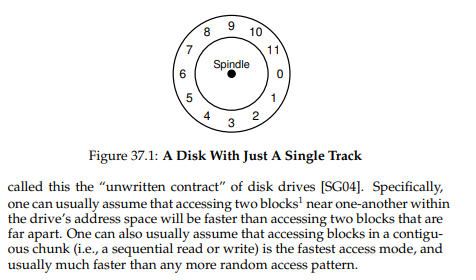 9
8
10
7
11
Spindle
6
0
5
1
4
2
3
Figure 37.1: A Disk With Just A Single Track
called this the “unwritten contract” of disk drives [SG04]. Specifically,
one can usually assume that accessing two blocks1 near one-another within
the drive’s address space will be faster than accessing two blocks that are
far apart. One can also usually assume that accessing blocks in a contigu-
ous chunk (i.e., a sequential read or write) is the fastest access mode, and
usually much faster than any more random access pattern.